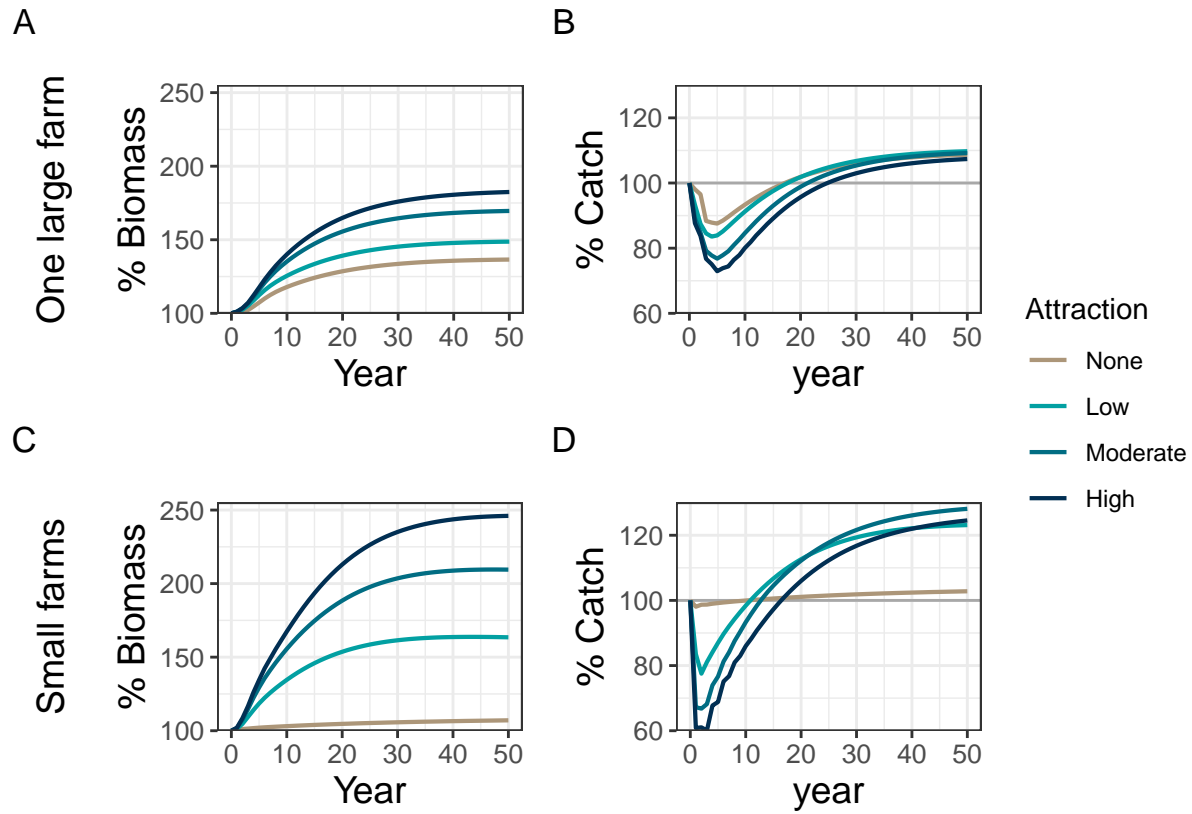 A
B
One large farm
% Biomass
250
200
150
100
0 10 20 30 40 50
Year
% Catch
120
100
80
60
0 10 20 30 40 50
year
C
D
Small farms
% Biomass
250
200
150
100
0 10 20 30 40 50
Year
% Catch
120
100
80
60
0 10 20 30 40 50
year
Attraction
None
Low
Moderate
High